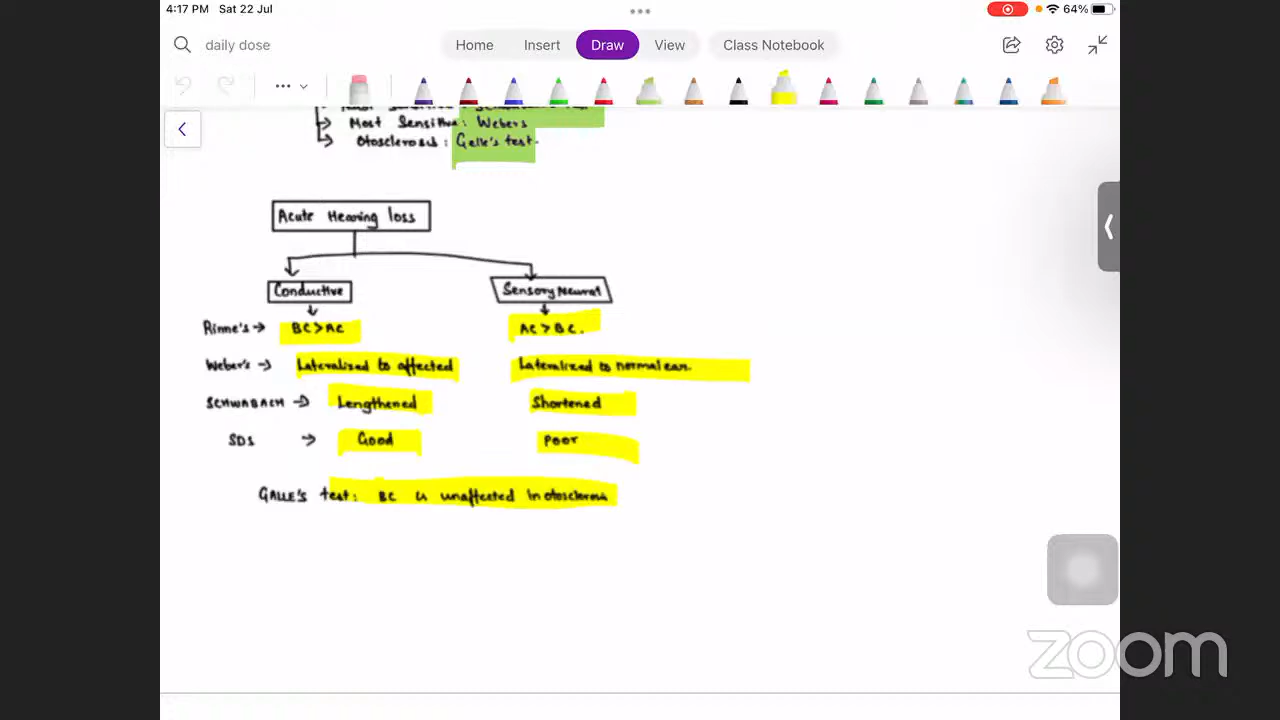 4:17 PM Sat 22 Jul
64%
daily dose
Home Insert Draw View Class Notebook
Most Sensitive: Webers
Otosclerosis: Gelle's test
Acute Hearing loss
Conductive
Sensory Neural
Rinne's → BC > AC
AC > BC.
Weber's → Lateralized to affected
Lateralized to normal ear.
SCHWABACH → Lengthened
Shortened
SDS → Good
Poor
GALLE'S test: BC is unaffected in otosclerosis
zoom